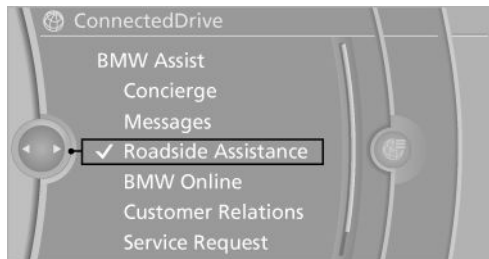 ConnectedDrive
BMW Assist
Concierge
Messages
Roadside Assistance
BMW Online
Customer Relations
Service Request